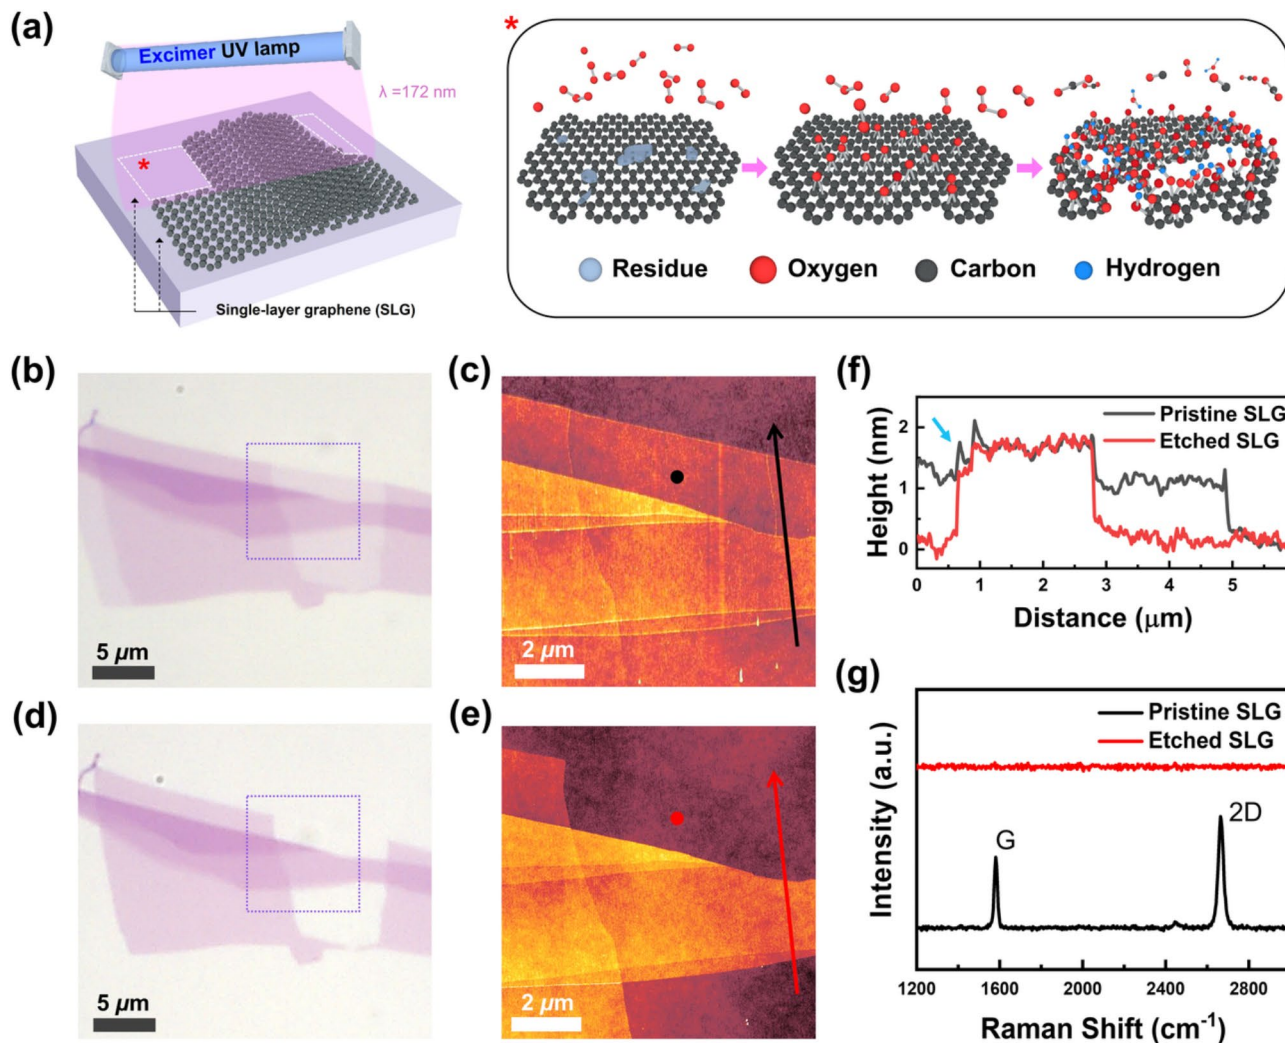 (a)
Excimer UV lamp
λ =172 nm
*
Single-layer graphene (SLG)
*
Residue Oxygen Carbon Hydrogen
(b)
5 μm
(c)
2 μm
(d)
5 μm
(e)
2 μm
(f)
Pristine SLG
Etched SLG
Height (nm)
2
1
0
0 1 2 3 4 5
Distance (μm)
(g)
Pristine SLG
Etched SLG
Intensity (a.u.)
G
2D
1200 1600 2000 2400 2800
Raman Shift (cm⁻¹)